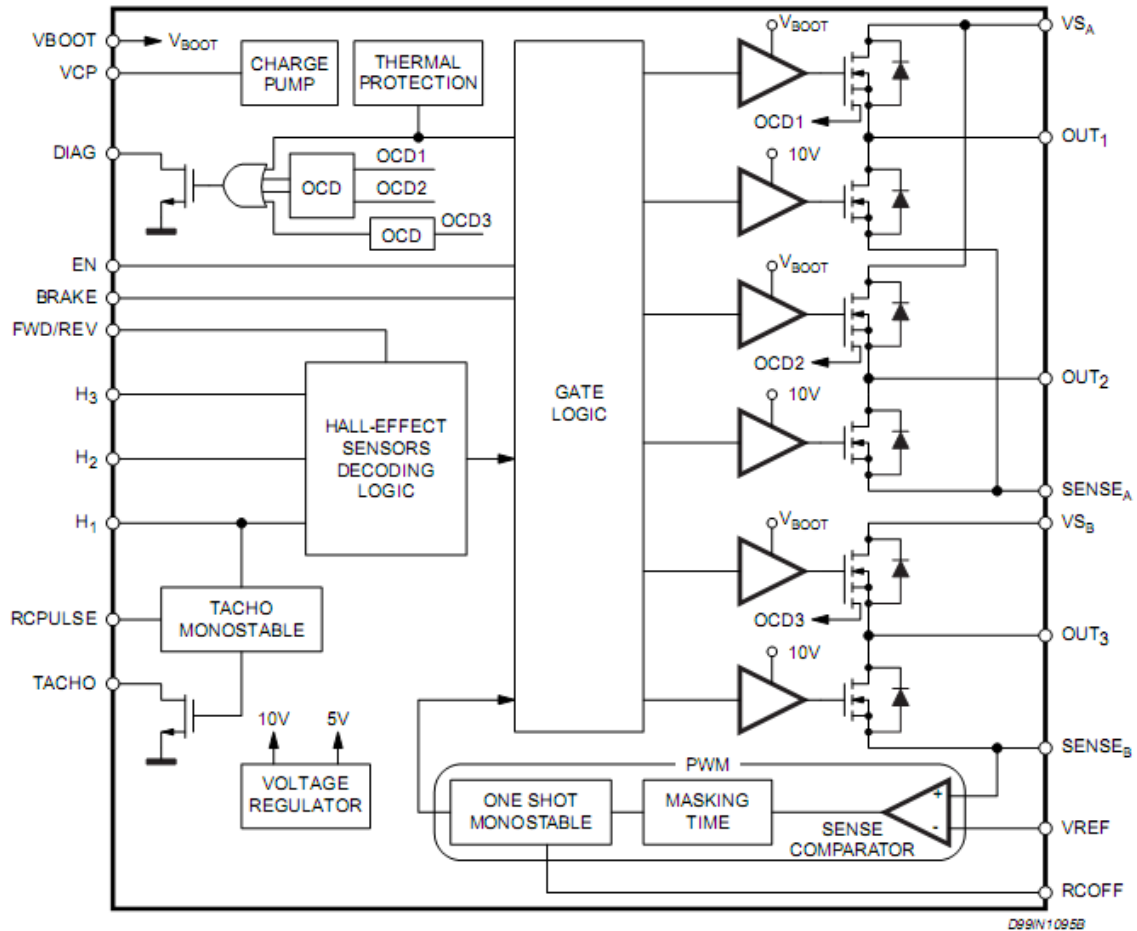 VBOOT
VBOOT
VCP
CHARGE
PUMP
THERMAL
PROTECTION
DIAG
OCD
OCD1
OCD2
OCD
OCD3
EN
BRAKE
FWD/REV
H3
H2
H1
HALL-EFFECT
SENSORS
DECODING
LOGIC
RCPULSE
TACHO
MONOSTABLE
TACHO
10V
5V
VOLTAGE
REGULATOR
GATE
LOGIC
VBOOT
OCD1
10V
VBOOT
OCD2
10V
VBOOT
OCD3
10V
VSA
OUT1
OUT2
SENSEA
VSB
OUT3
SENSEB
PWM
ONE SHOT
MONOSTABLE
MASKING
TIME
+
-
SENSE
COMPARATOR
VREF
RCOFF
D99IN1095B